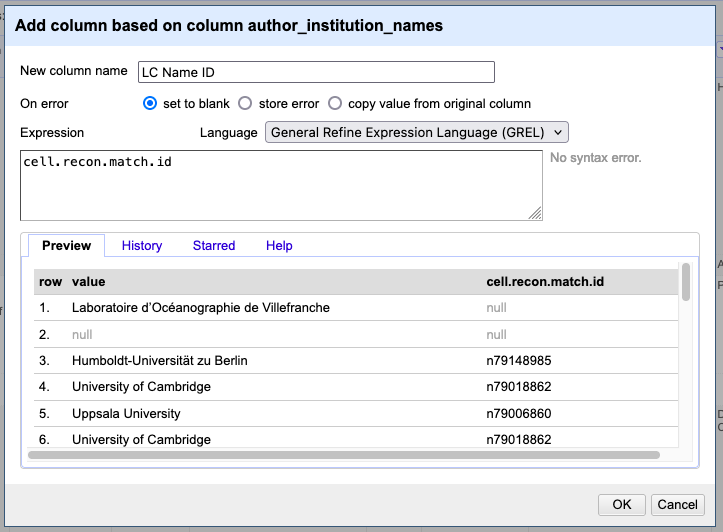 Add column based on column author_institution_names
New column name LC Name ID
On error set to blank store error copy value from original column
Expression Language General Refine Expression Language (GREL)
cell.recon.match.id No syntax error.
Preview History Starred Help
row value cell.recon.match.id
1. Laboratoire d’Océanographie de Villefranche null
2. null null
3. Humboldt-Universität zu Berlin n79148985
4. University of Cambridge n79018862
5. Uppsala University n79006860
6. University of Cambridge n79018862
OK Cancel